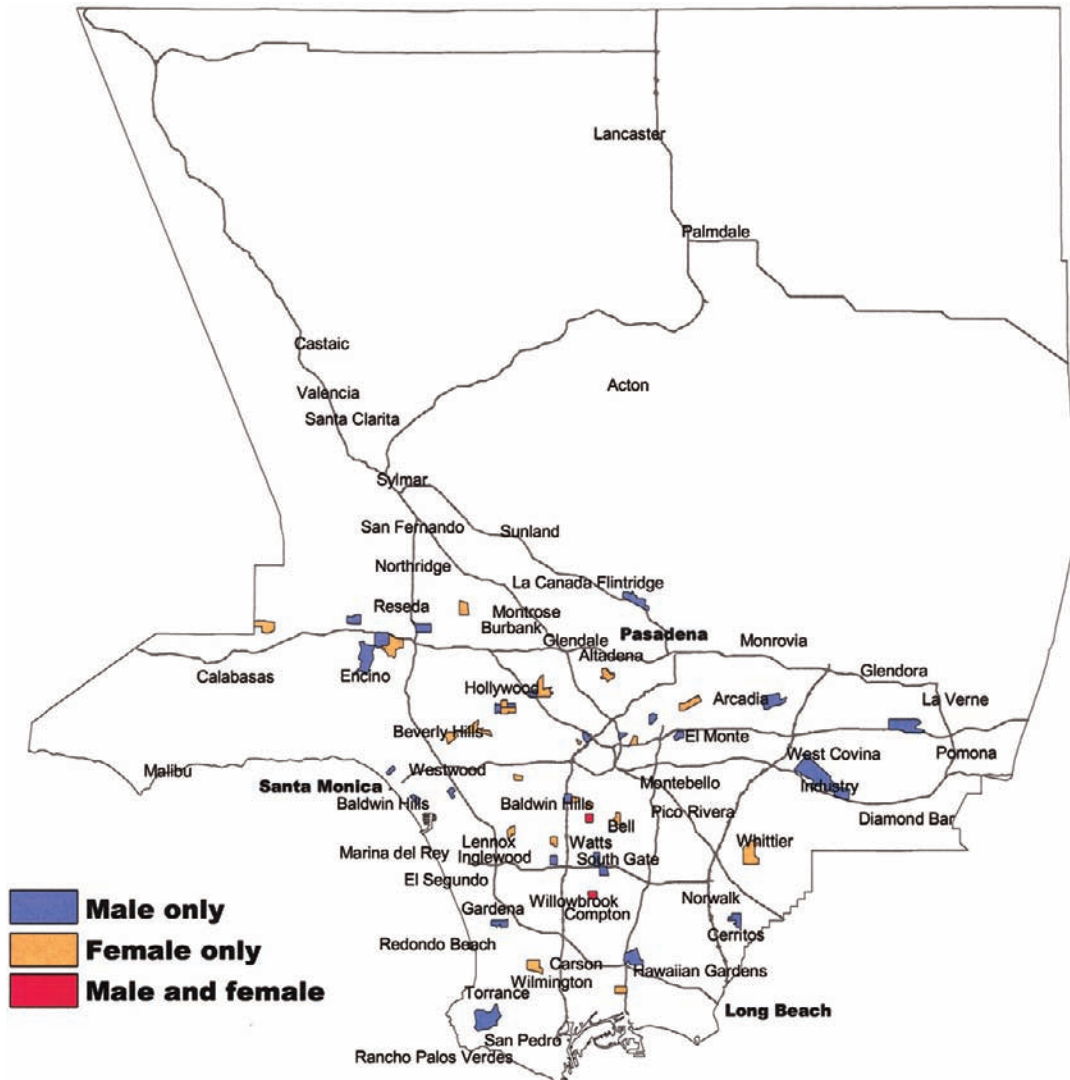 Lancaster
Palmdale
Castaic
Acton
Valencia
Santa Clarita
Sylmar
San Fernando
Sunland
Northridge
La Canada Flintridge
Reseda
Montrose
Burbank
Pasadena
Glendale
Monrovia
Altadena
Glendora
Calabasas
Encino
Hollywood
Arcadia
La Verne
Beverly Hills
El Monte
West Covina
Pomona
Malibu
Westwood
Santa Monica
Montebello
Industry
Baldwin Hills
Baldwin Hills
Pico Rivera
Diamond Bar
Bell
Lennox
Watts
Whittier
Marina del Rey
Inglewood
South Gate
El Segundo
Norwalk
Willowbrook
Gardena
Compton
Cerritos
Redondo Beach
Carson
Hawaiian Gardens
Wilmington
Torrance
Long Beach
San Pedro
Rancho Palos Verdes
Male only
Female only
Male and female